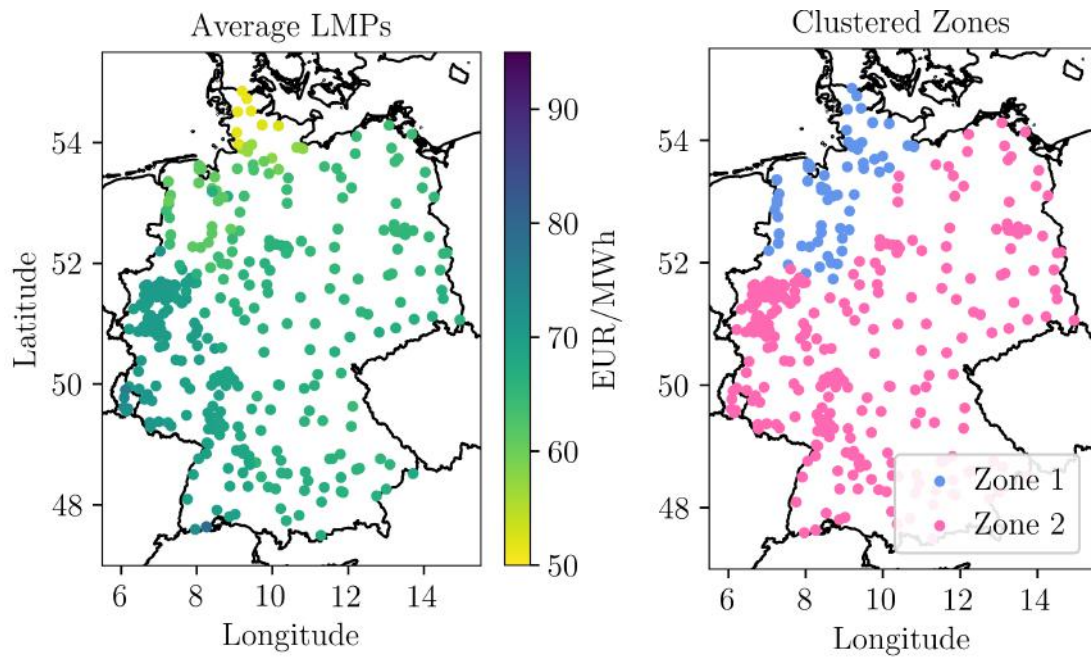 Average LMPs
Clustered Zones
Latitude
54
52
50
48
6 8 10 12 14
Longitude
90
80
70
60
50
EUR/MWh
54
52
50
48
6 8 10 12 14
Longitude
Zone 1
Zone 2